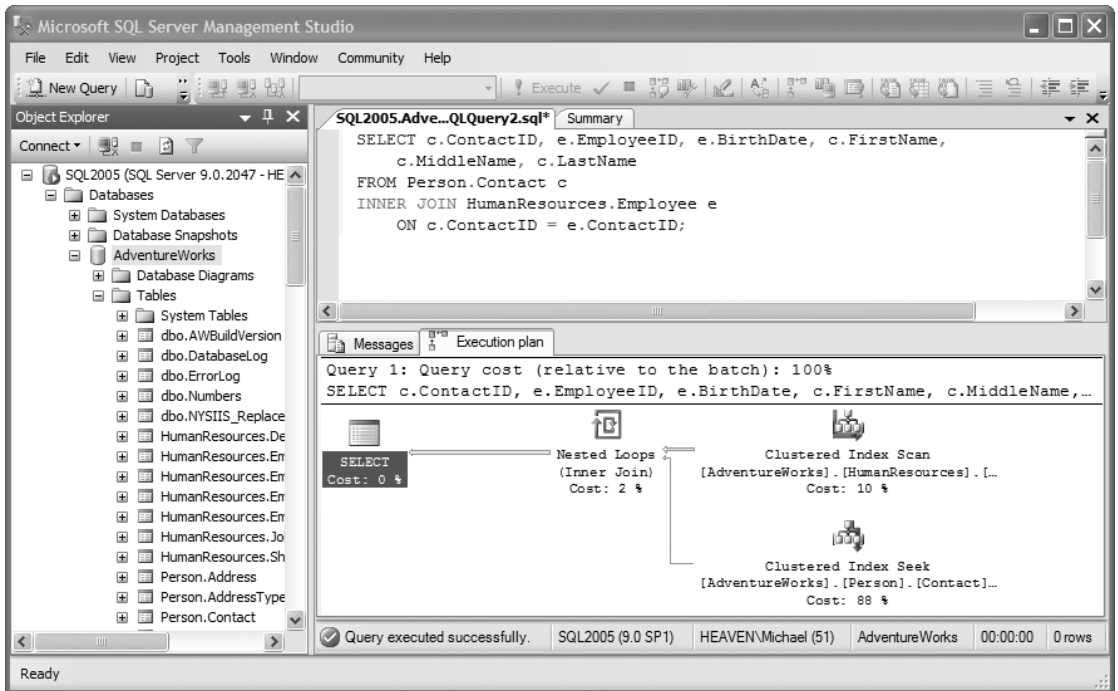 Microsoft SQL Server Management Studio
File Edit View Project Tools Window Community Help
New Query
Execute
Object Explorer
Connect
SQL2005 (SQL Server 9.0.2047 - HE
Databases
System Databases
Database Snapshots
AdventureWorks
Database Diagrams
Tables
System Tables
dbo.AWBuildVersion
dbo.DatabaseLog
dbo.ErrorLog
dbo.Numbers
dbo.NYSIIS_Replace
HumanResources.De
HumanResources.Em
HumanResources.Em
HumanResources.Em
HumanResources.Em
HumanResources.Jo
HumanResources.Sh
Person.Address
Person.AddressType
Person.Contact
SQL2005.Adve...QLQuery2.sql* Summary
SELECT c.ContactID, e.EmployeeID, e.BirthDate, c.FirstName,
c.MiddleName, c.LastName
FROM Person.Contact c
INNER JOIN HumanResources.Employee e
ON c.ContactID = e.ContactID;
Messages Execution plan
Query 1: Query cost (relative to the batch): 100%
SELECT c.ContactID, e.EmployeeID, e.BirthDate, c.FirstName, c.MiddleName,…
SELECT
Cost: 0 %
Nested Loops
(Inner Join)
Cost: 2 %
Clustered Index Scan
[AdventureWorks].[HumanResources].[…
Cost: 10 %
Clustered Index Seek
[AdventureWorks].[Person].[Contact]…
Cost: 88 %
Query executed successfully. SQL2005 (9.0 SP1) HEAVEN\Michael (51) AdventureWorks 00:00:00 0 rows
Ready